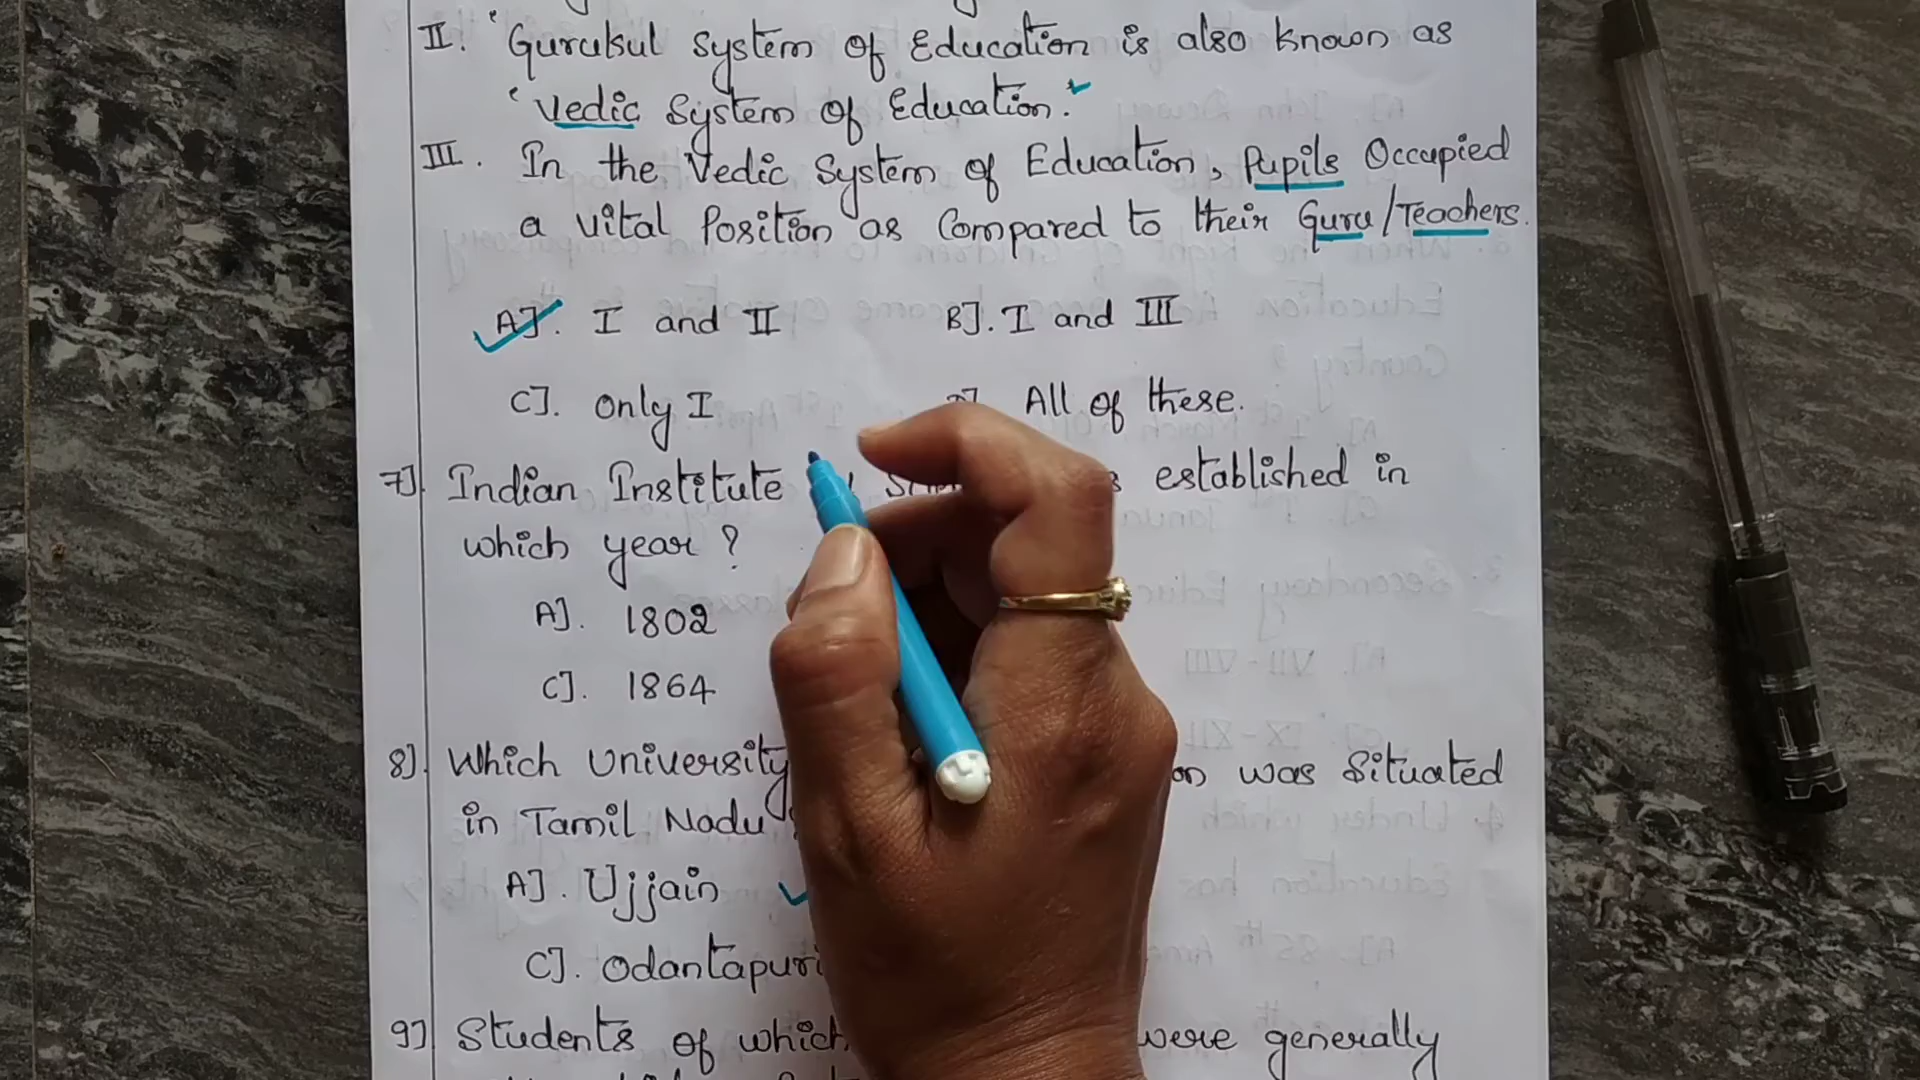 II. 'Gurukul System of Education is also known as
'Vedic System of Education.'
III. In the Vedic System of Education, Pupils Occupied
a vital Position as Compared to their Guru/Teachers.
A]. I and II B]. I and III
C]. Only I All of these.
7]. Indian Institute established in
which year ?
A]. 1802
C]. 1864
8]. Which University was Situated
in Tamil Nadu
A]. Ujjain
C]. Odantapuri
9] Students of which were generally